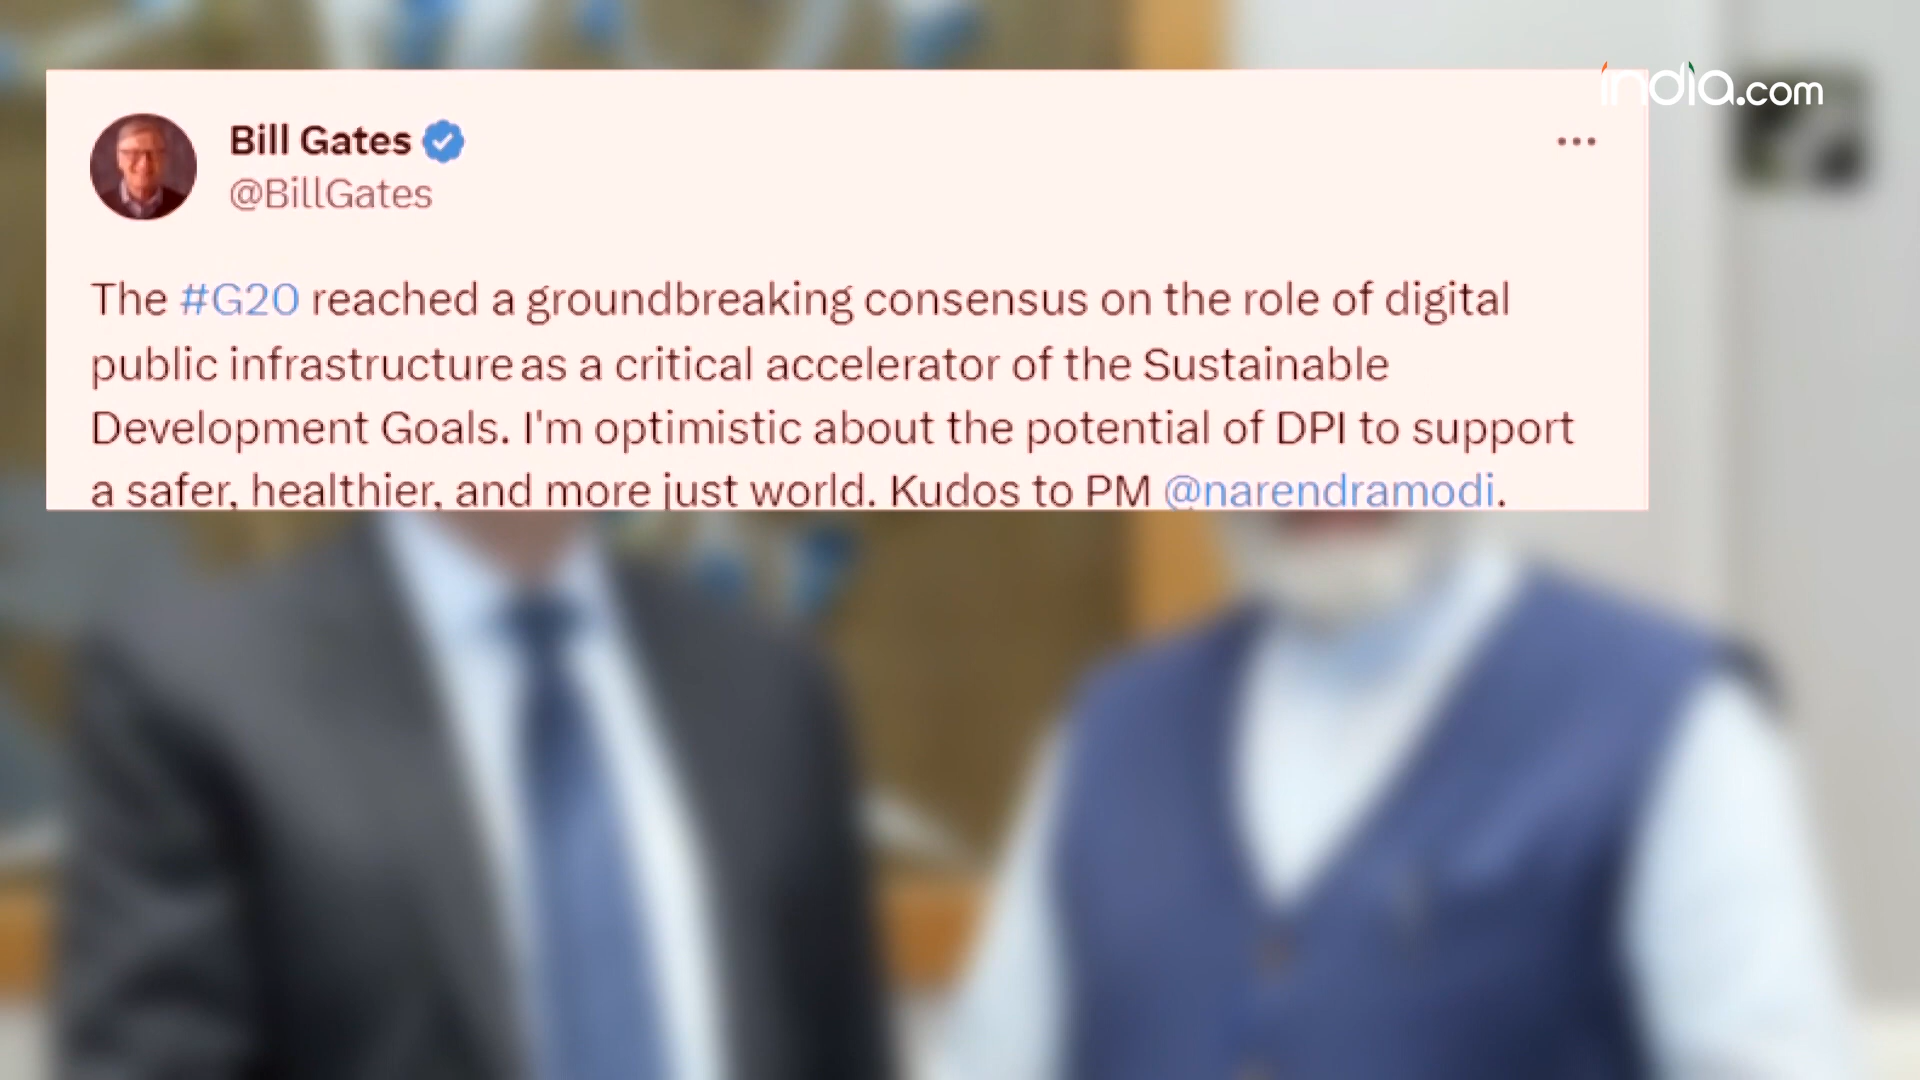 india.com
Bill Gates
@BillGates
The #G20 reached a groundbreaking consensus on the role of digital
public infrastructure as a critical accelerator of the Sustainable
Development Goals. I'm optimistic about the potential of DPI to support
a safer, healthier, and more just world. Kudos to PM @narendramodi.